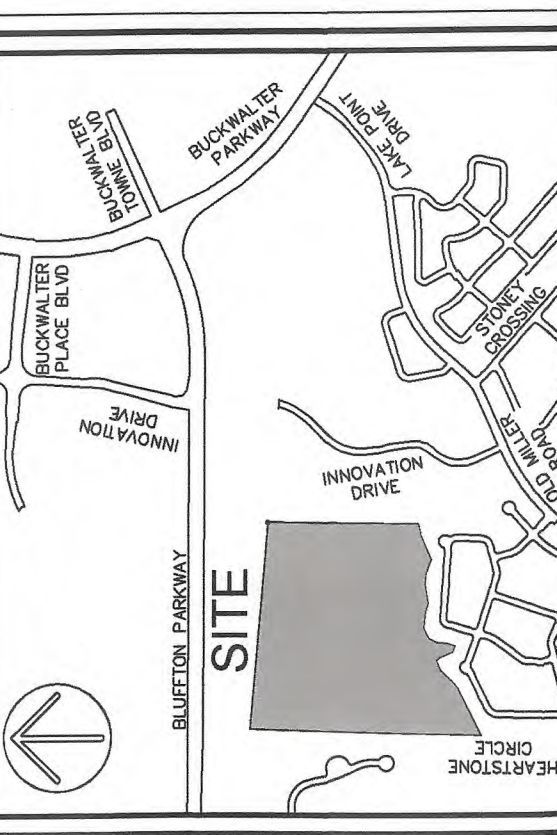 BUCKWALTER
TOWNE BLVD
BUCKWALTER
PARKWAY
LAKE POINT
DRIVE
BUCKWALTER
PLACE BLVD
STONEY
CROSSING
INNOVATION
DRIVE
INNOVATION
DRIVE
OLD MILLER
ROAD
BLUFFTON PARKWAY
SITE
HEARTSTONE
CIRCLE